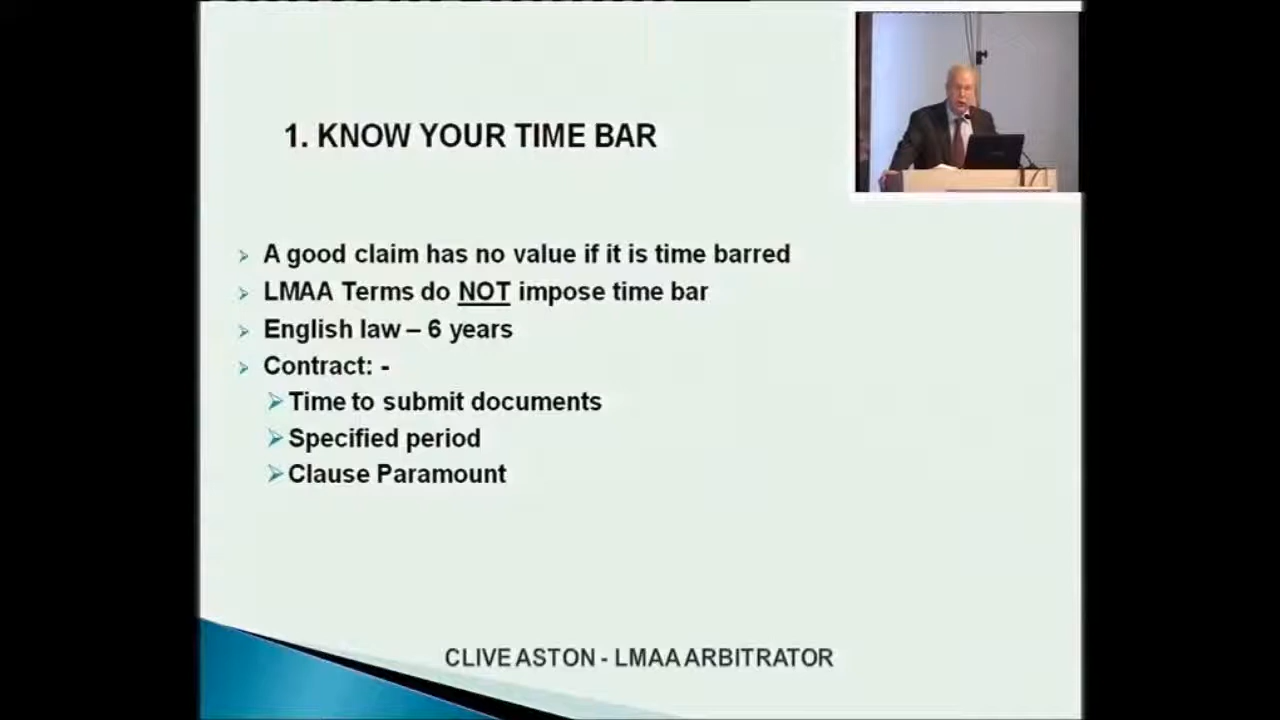 1. KNOW YOUR TIME BAR
A good claim has no value if it is time barred
LMAA Terms do NOT impose time bar
English law – 6 years
Contract: -
Time to submit documents
Specified period
Clause Paramount
CLIVE ASTON - LMAA ARBITRATOR